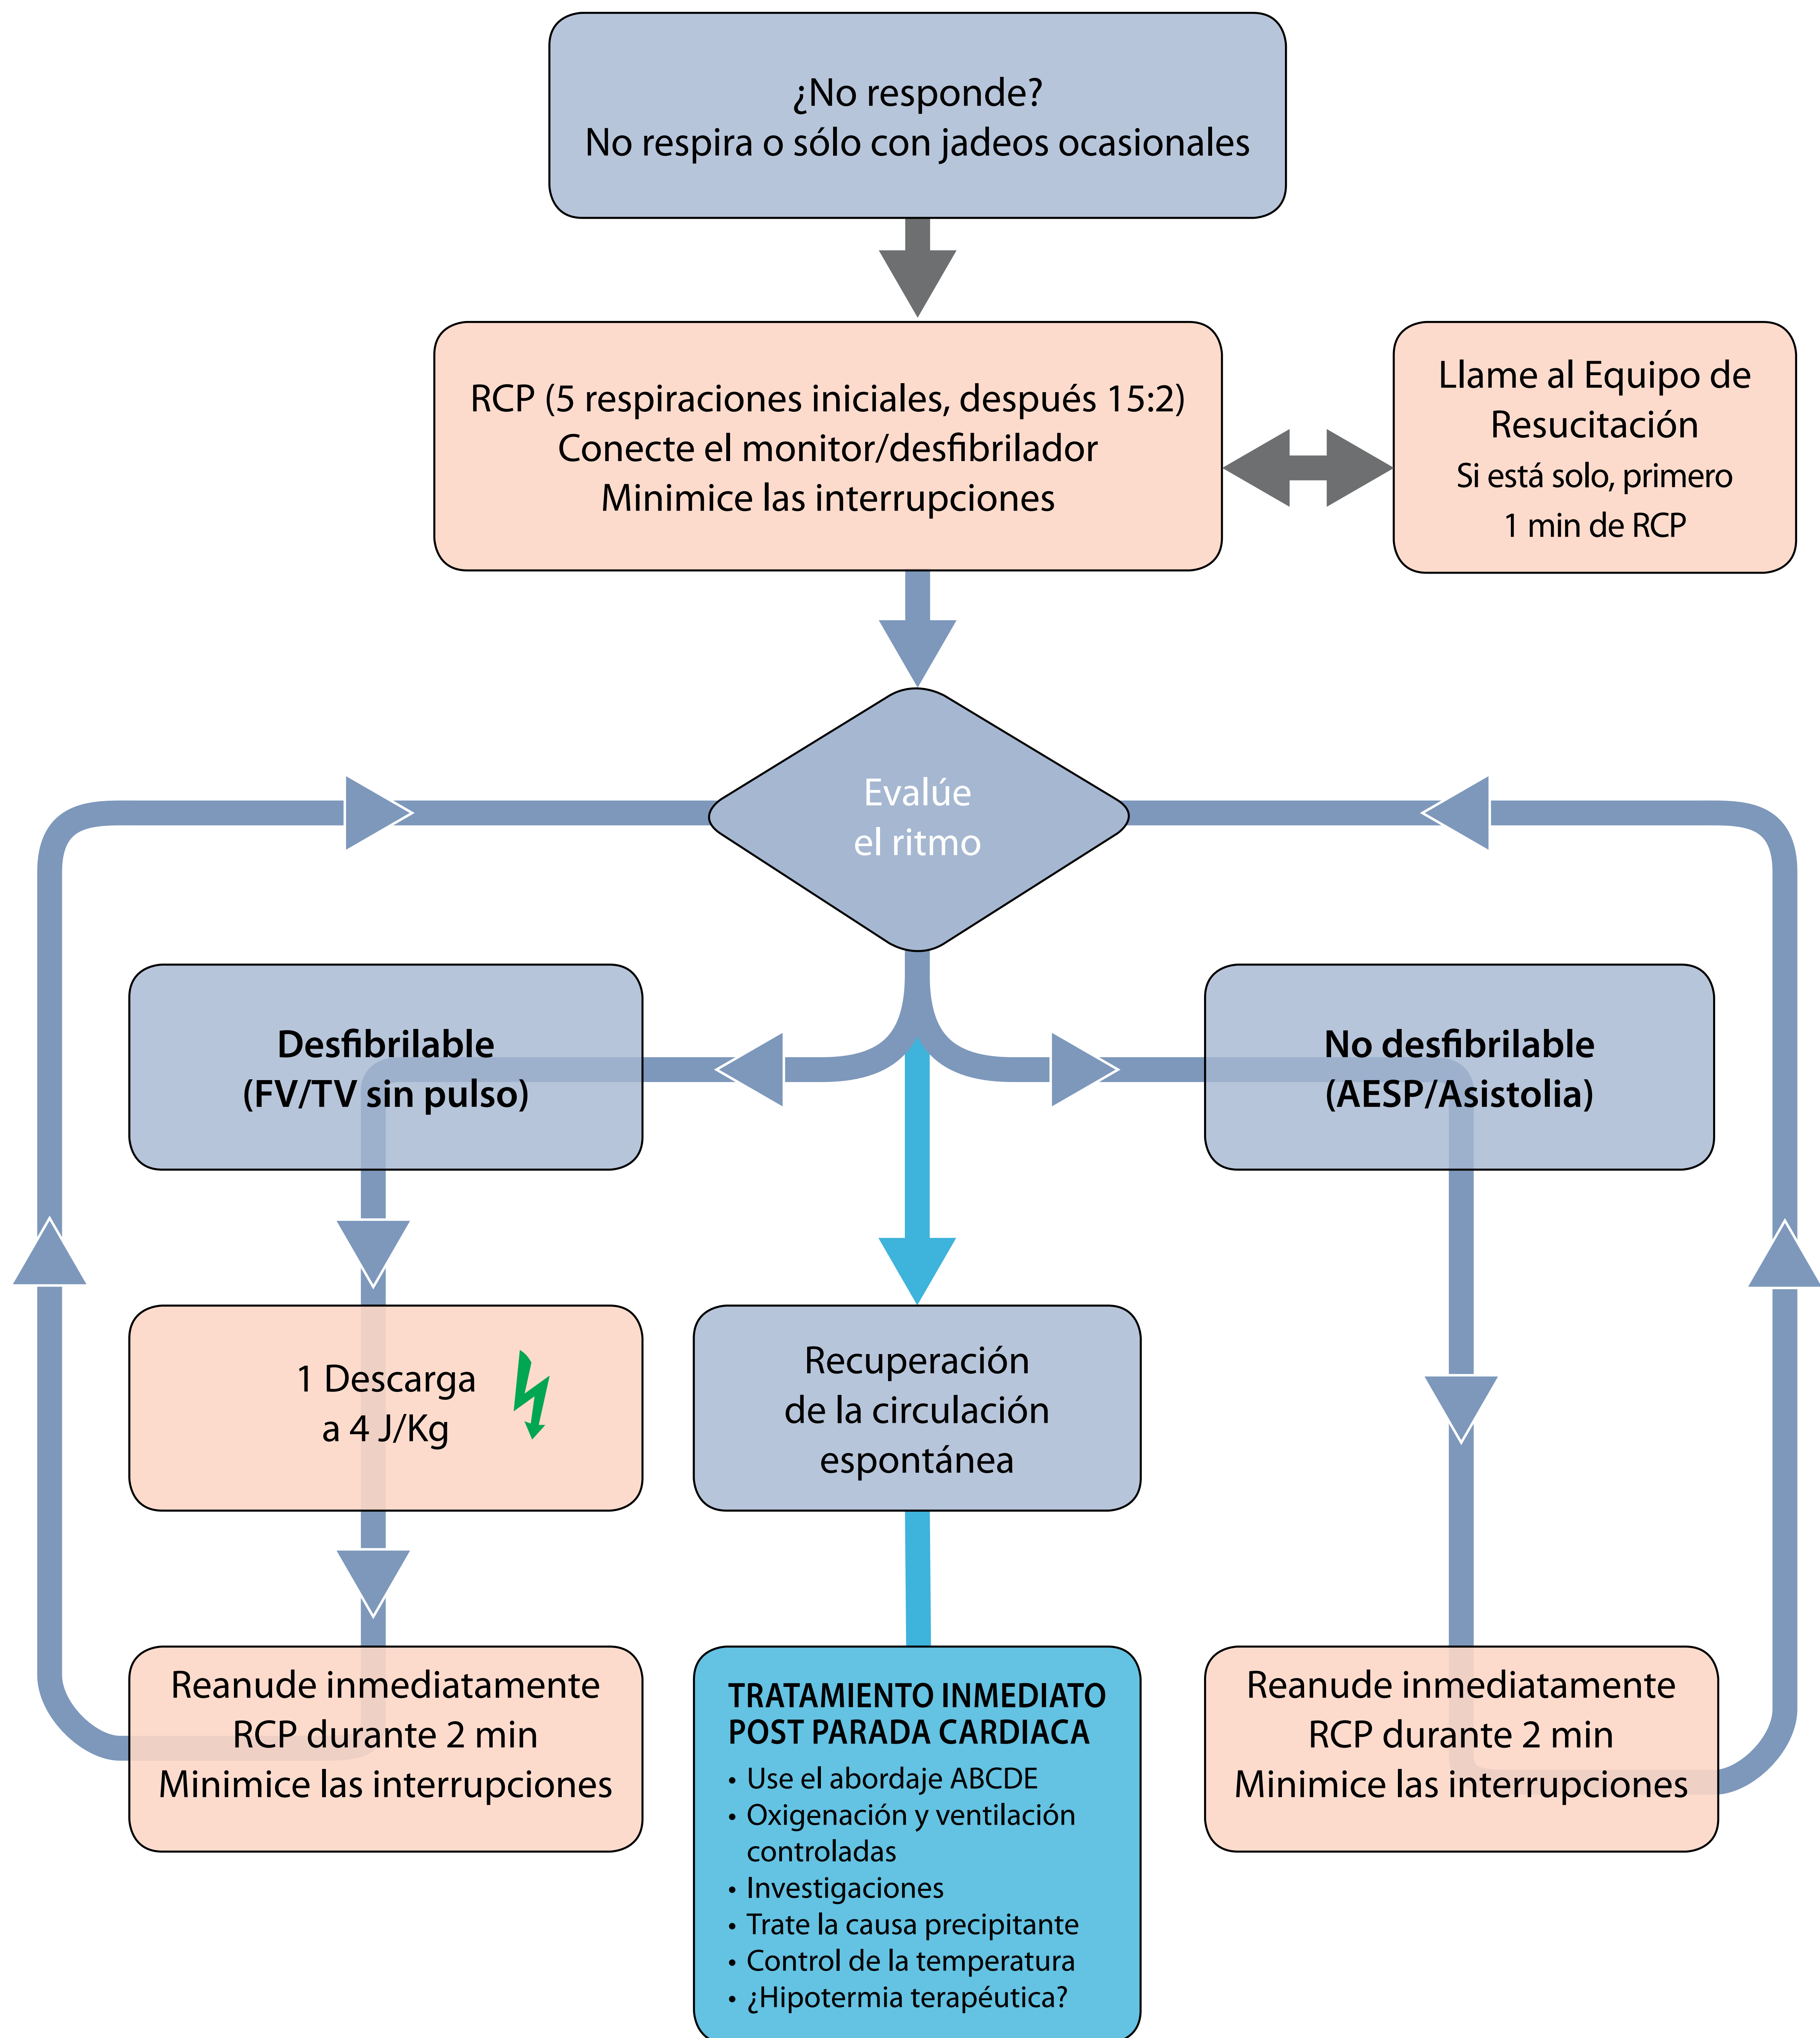 ¿No responde?
No respira o sólo con jadeos ocasionales
RCP (5 respiraciones iniciales, después 15:2)
Conecte el monitor/desfibrilador
Minimice las interrupciones
Llame al Equipo de
Resucitación
Si está solo, primero
1 min de RCP
Evalúe
el ritmo
Desfibrilable
(FV/TV sin pulso)
No desfibrilable
(AESP/Asistolia)
1 Descarga
a 4 J/Kg
Recuperación
de la circulación
espontánea
Reanude inmediatamente
RCP durante 2 min
Minimice las interrupciones
TRATAMIENTO INMEDIATO
POST PARADA CARDIACA
• Use el abordaje ABCDE
• Oxigenación y ventilación
controladas
• Investigaciones
• Trate la causa precipitante
• Control de la temperatura
• ¿Hipotermia terapéutica?
Reanude inmediatamente
RCP durante 2 min
Minimice las interrupciones